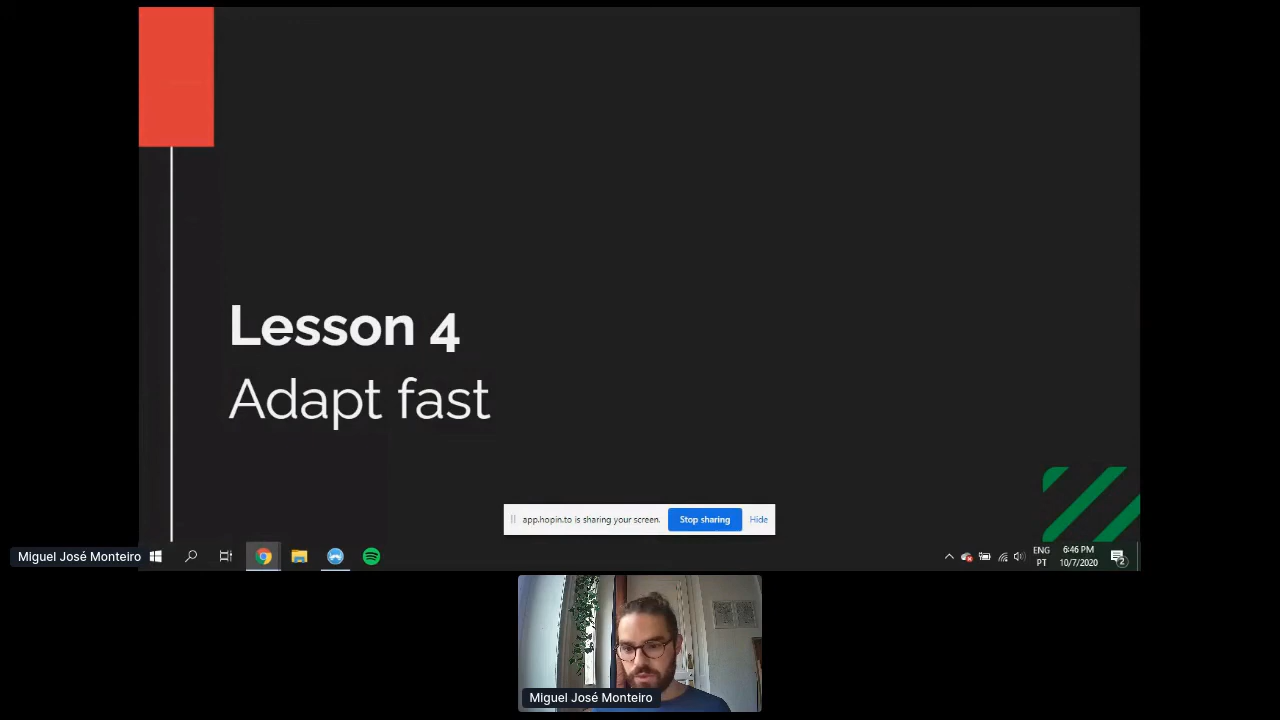 Lesson 4
Adapt fast
app.hopin.to is sharing your screen. Stop sharing Hide
Miguel José Monteiro
ENG
PT
6:46 PM
10/7/2020
2
Miguel José Monteiro